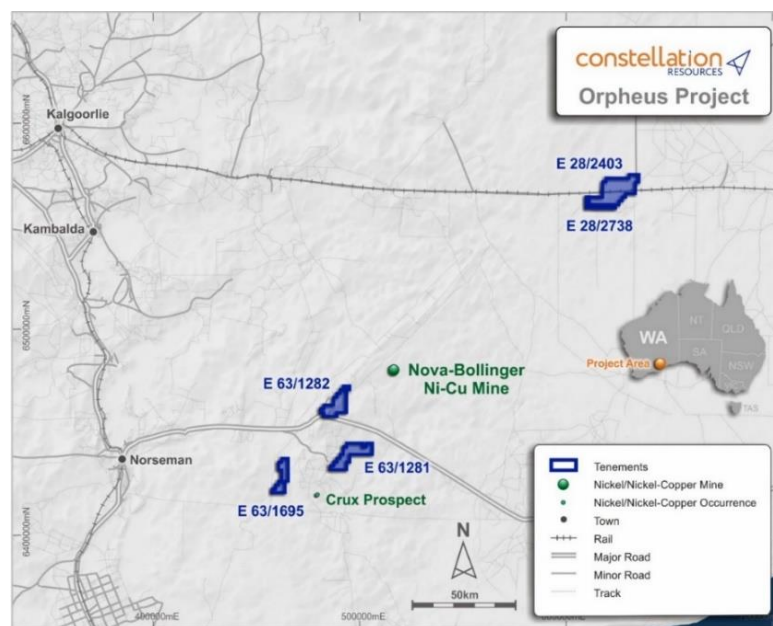 constellation
RESOURCES
Orpheus Project
Kalgoorlie
6600000mN
E 28/2403
Kambalda
E 28/2738
6500000mN
NT
QLD
WA
SA
Project Area
NSW
TAS
Nova-Bollinger
Ni-Cu Mine
E 63/1282
Norseman
E 63/1281
E 63/1695
Crux Prospect
Tenements
Nickel/Nickel-Copper Mine
Nickel/Nickel-Copper Occurrence
Town
Rail
Major Road
Minor Road
Track
N
50km
6400000mN
400000mE
500000mE